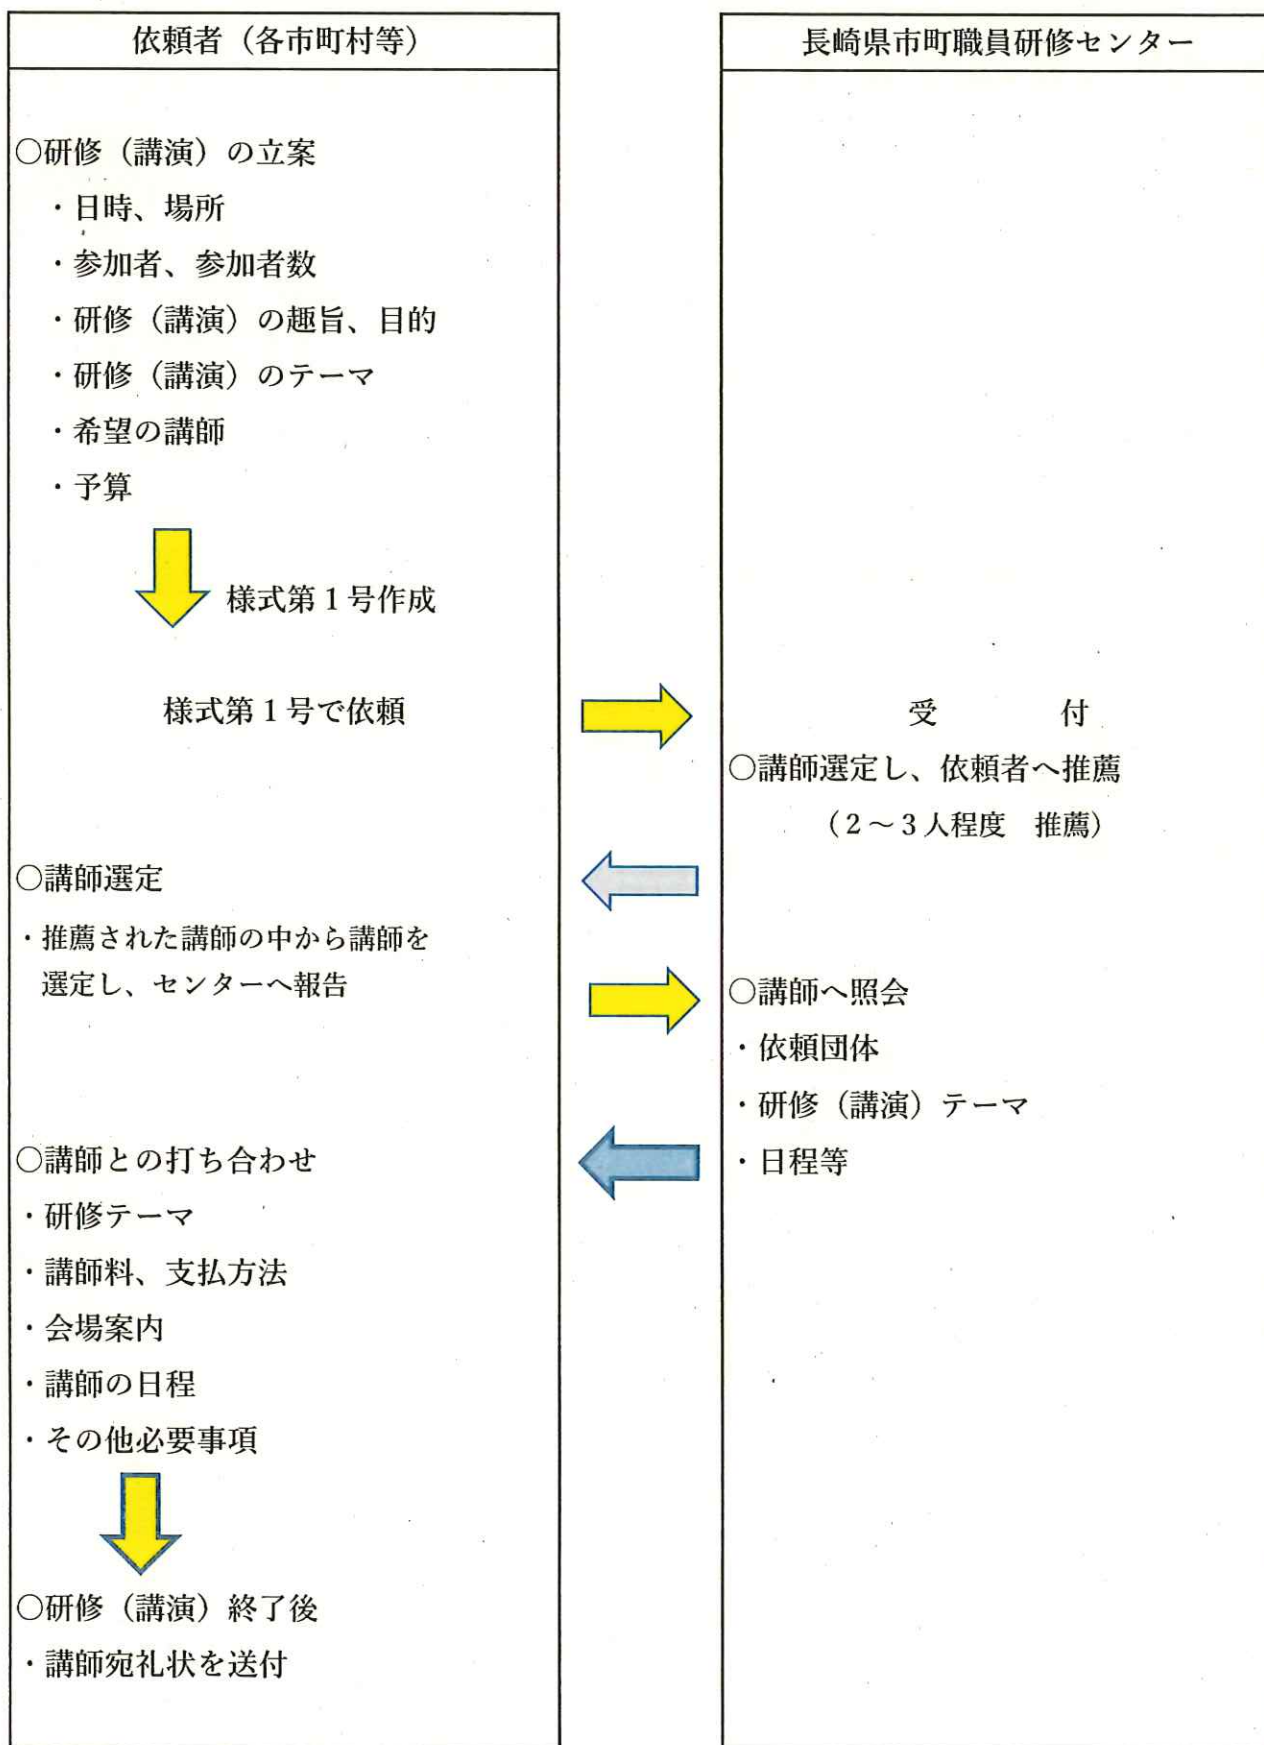 依頼者（各市町村等）
長崎県市町職員研修センター
○研修（講演）の立案
・日時、場所
・参加者、参加者数
・研修（講演）の趣旨、目的
・研修（講演）のテーマ
・希望の講師
・予算
様式第１号作成
様式第１号で依頼
受　　　　付
○講師選定し、依頼者へ推薦
（２～３人程度　推薦）
○講師選定
・推薦された講師の中から講師を
選定し、センターへ報告
○講師へ照会
・依頼団体
・研修（講演）テーマ
・日程等
○講師との打ち合わせ
・研修テーマ
・講師料、支払方法
・会場案内
・講師の日程
・その他必要事項
○研修（講演）終了後
・講師宛礼状を送付